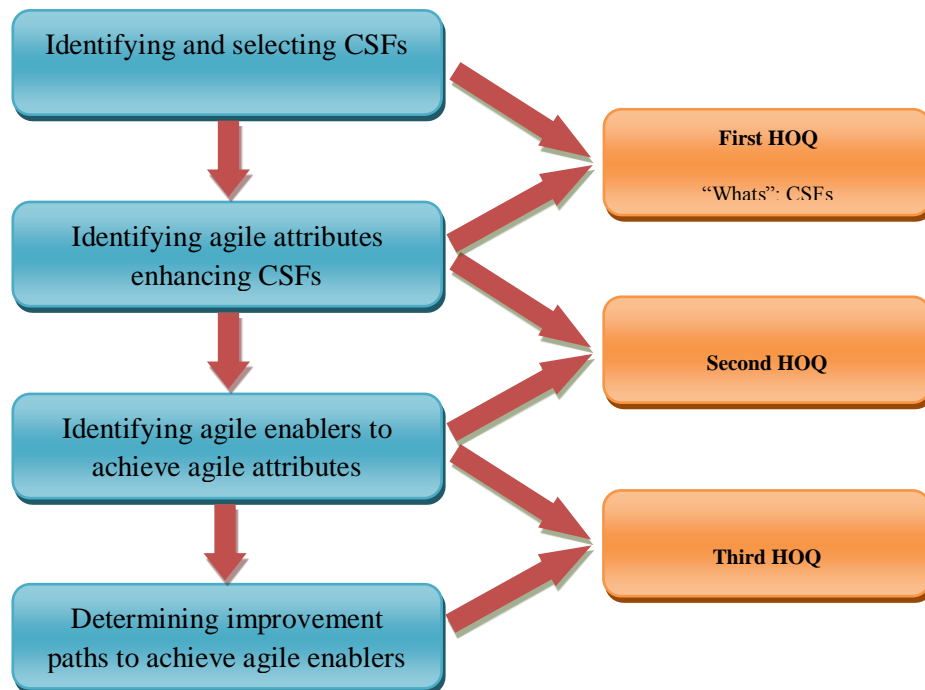 Identifying and selecting CSFs
First HOQ
“Whats”: CSFs
Identifying agile attributes
enhancing CSFs
Second HOQ
Identifying agile enablers to
achieve agile attributes
Third HOQ
Determining improvement
paths to achieve agile enablers